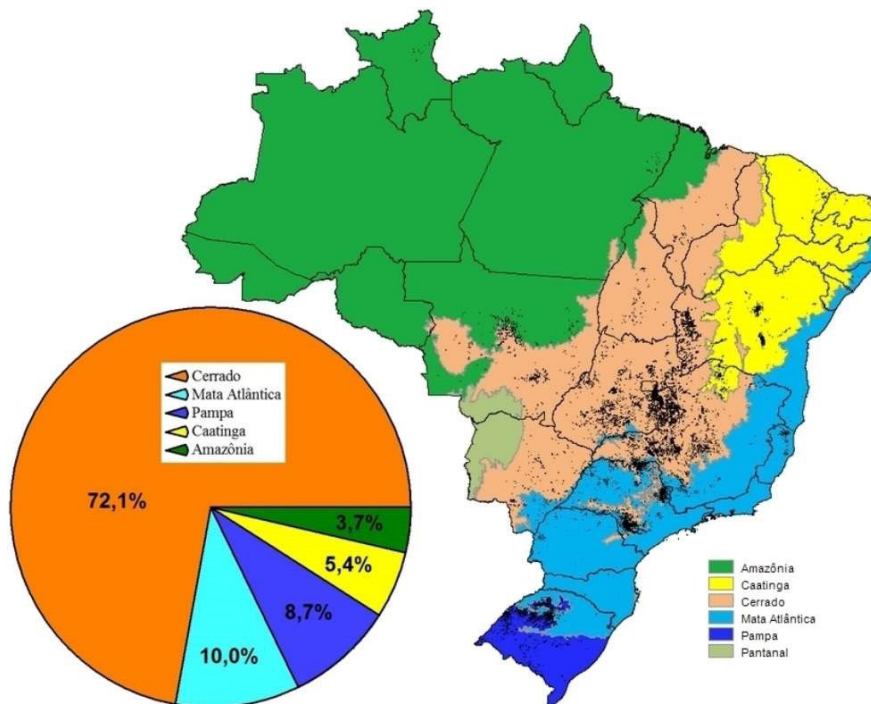 Cerrado
Mata Atlântica
Pampa
Caatinga
Amazônia
72,1%
3,7%
5,4%
8,7%
10,0%
Amazônia
Caatinga
Cerrado
Mata Atlântica
Pampa
Pantanal